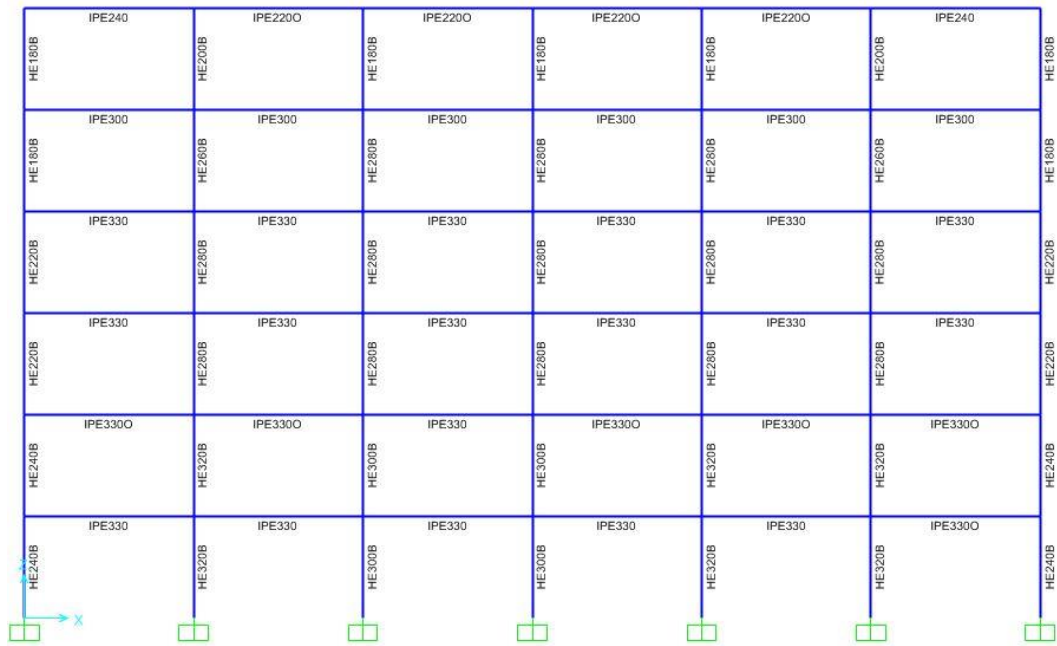 IPE240 IPE220O IPE220O IPE220O IPE220O IPE240
HE180B HE200B HE180B HE180B HE180B HE200B HE180B
IPE300 IPE300 IPE300 IPE300 IPE300 IPE300
HE180B HE260B HE280B HE280B HE280B HE260B HE180B
IPE330 IPE330 IPE330 IPE330 IPE330 IPE330
HE220B HE280B HE280B HE280B HE280B HE280B HE220B
IPE330 IPE330 IPE330 IPE330 IPE330 IPE330
HE220B HE280B HE280B HE280B HE280B HE280B HE220B
IPE330O IPE330O IPE330 IPE330O IPE330O IPE330O
HE240B HE320B HE300B HE300B HE320B HE320B HE240B
IPE330 IPE330 IPE330 IPE330 IPE330 IPE330O
HE240B HE320B HE300B HE300B HE320B HE320B HE240B
Z
X